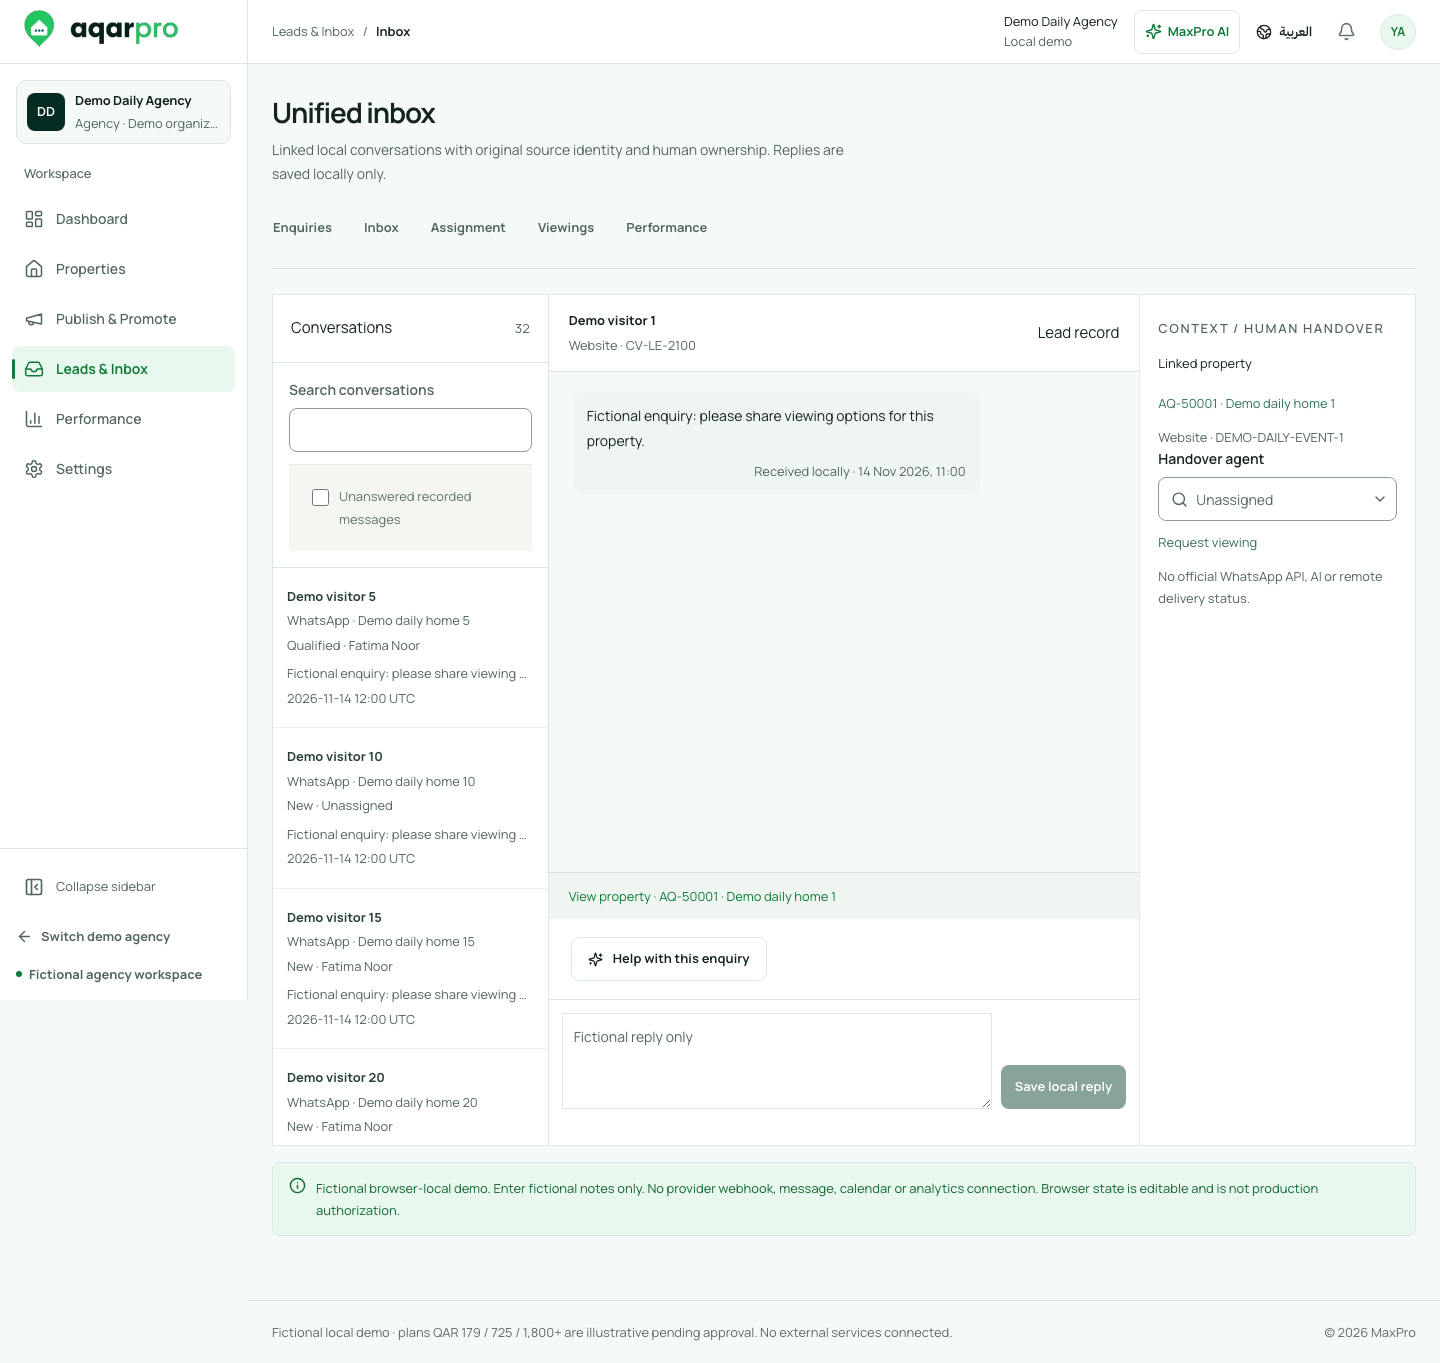 aqarpro
Leads & Inbox / Inbox
Demo Daily Agency
Local demo
MaxPro AI
العربية
YA
DD
Demo Daily Agency
Agency · Demo organiz...
Workspace
Dashboard
Properties
Publish & Promote
Leads & Inbox
Performance
Settings
Collapse sidebar
Switch demo agency
Fictional agency workspace
Unified inbox
Linked local conversations with original source identity and human ownership. Replies are
saved locally only.
Enquiries
Inbox
Assignment
Viewings
Performance
Conversations
32
Search conversations
Unanswered recorded
messages
Demo visitor 5
WhatsApp · Demo daily home 5
Qualified · Fatima Noor
Fictional enquiry: please share viewing ...
2026-11-14 12:00 UTC
Demo visitor 10
WhatsApp · Demo daily home 10
New · Unassigned
Fictional enquiry: please share viewing ...
2026-11-14 12:00 UTC
Demo visitor 15
WhatsApp · Demo daily home 15
New · Fatima Noor
Fictional enquiry: please share viewing ...
2026-11-14 12:00 UTC
Demo visitor 20
WhatsApp · Demo daily home 20
New · Fatima Noor
Demo visitor 1
Website · CV-LE-2100
Lead record
Fictional enquiry: please share viewing options for this
property.
Received locally · 14 Nov 2026, 11:00
View property · AQ-50001 · Demo daily home 1
Help with this enquiry
Fictional reply only
Save local reply
CONTEXT / HUMAN HANDOVER
Linked property
AQ-50001 · Demo daily home 1
Website · DEMO-DAILY-EVENT-1
Handover agent
Unassigned
Request viewing
No official WhatsApp API, AI or remote
delivery status.
Fictional browser-local demo. Enter fictional notes only. No provider webhook, message, calendar or analytics connection. Browser state is editable and is not production
authorization.
Fictional local demo · plans QAR 179 / 725 / 1,800+ are illustrative pending approval. No external services connected.
© 2026 MaxPro